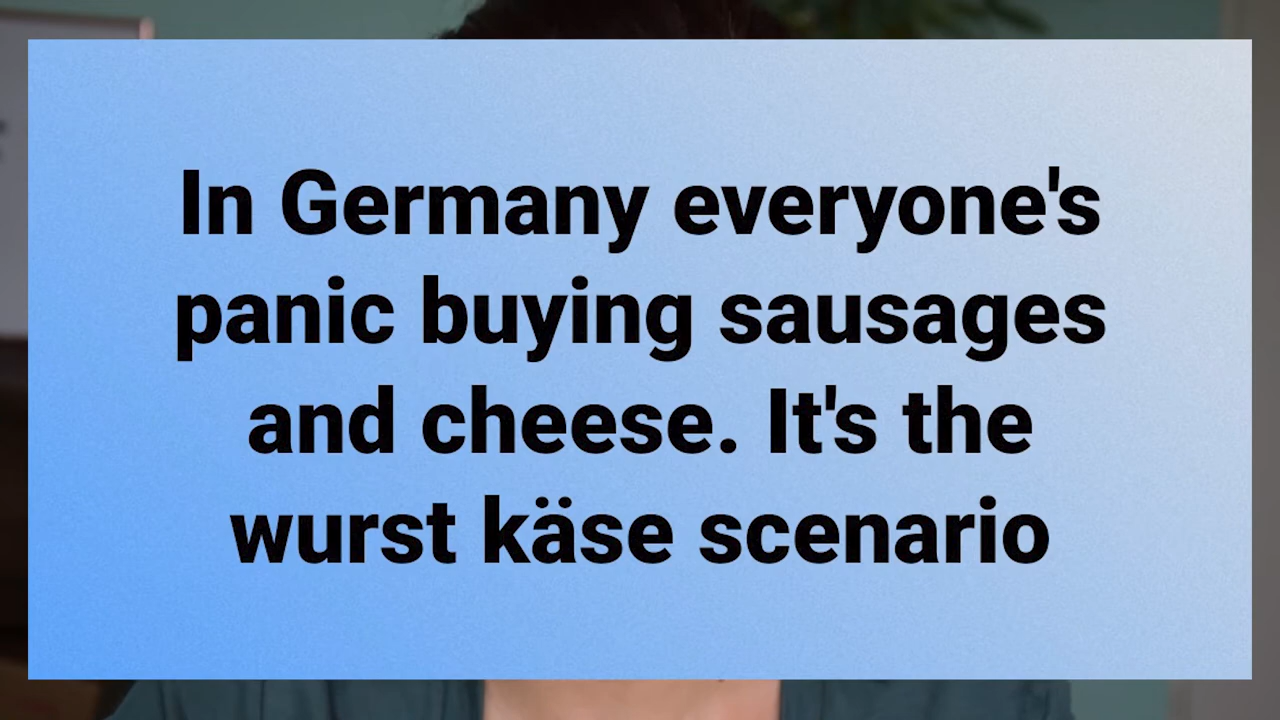 In Germany everyone's
panic buying sausages
and cheese. It's the
wurst käse scenario